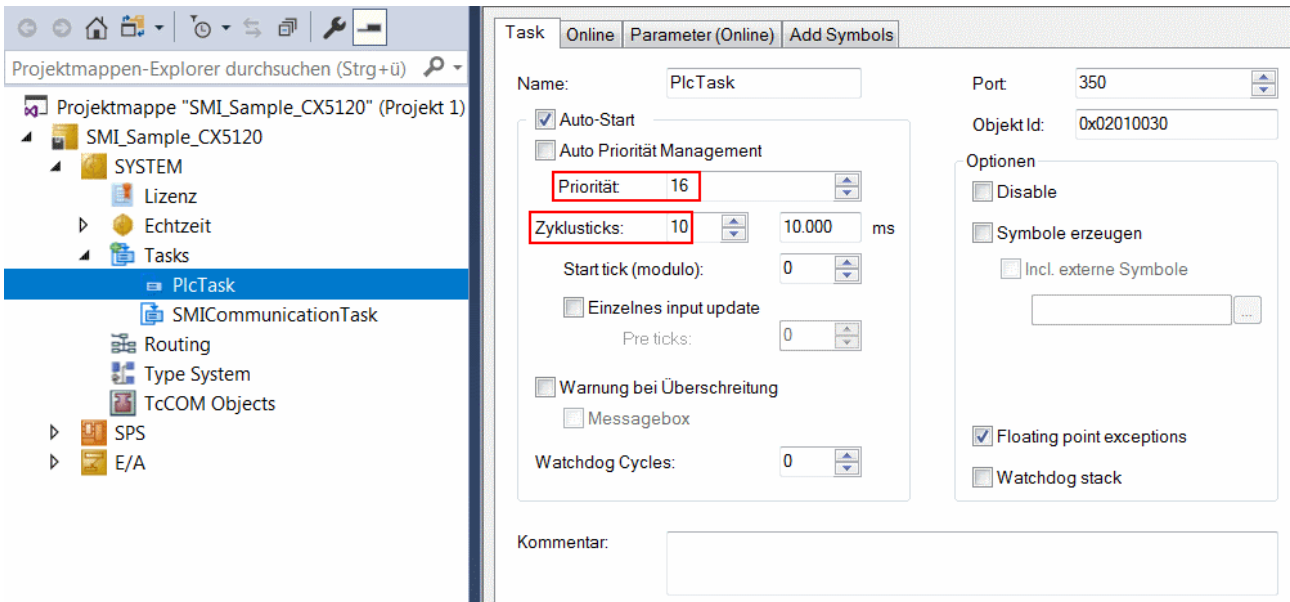 Projektmappen-Explorer durchsuchen (Strg+ü)
Projektmappe "SMI_Sample_CX5120" (Projekt 1)
SMI_Sample_CX5120
SYSTEM
Lizenz
Echtzeit
Tasks
PlcTask
SMICommunicationTask
Routing
Type System
TcCOM Objects
SPS
E/A
Task Online Parameter (Online) Add Symbols
Name: PlcTask
Auto-Start
Auto Priorität Management
Priorität: 16
Zyklusticks: 10 10.000 ms
Start tick (modulo): 0
Einzelnes input update
Pre ticks: 0
Warnung bei Überschreitung
Messagebox
Watchdog Cycles: 0
Port: 350
Objekt Id: 0x02010030
Optionen
Disable
Symbole erzeugen
Incl. externe Symbole
...
Floating point exceptions
Watchdog stack
Kommentar: